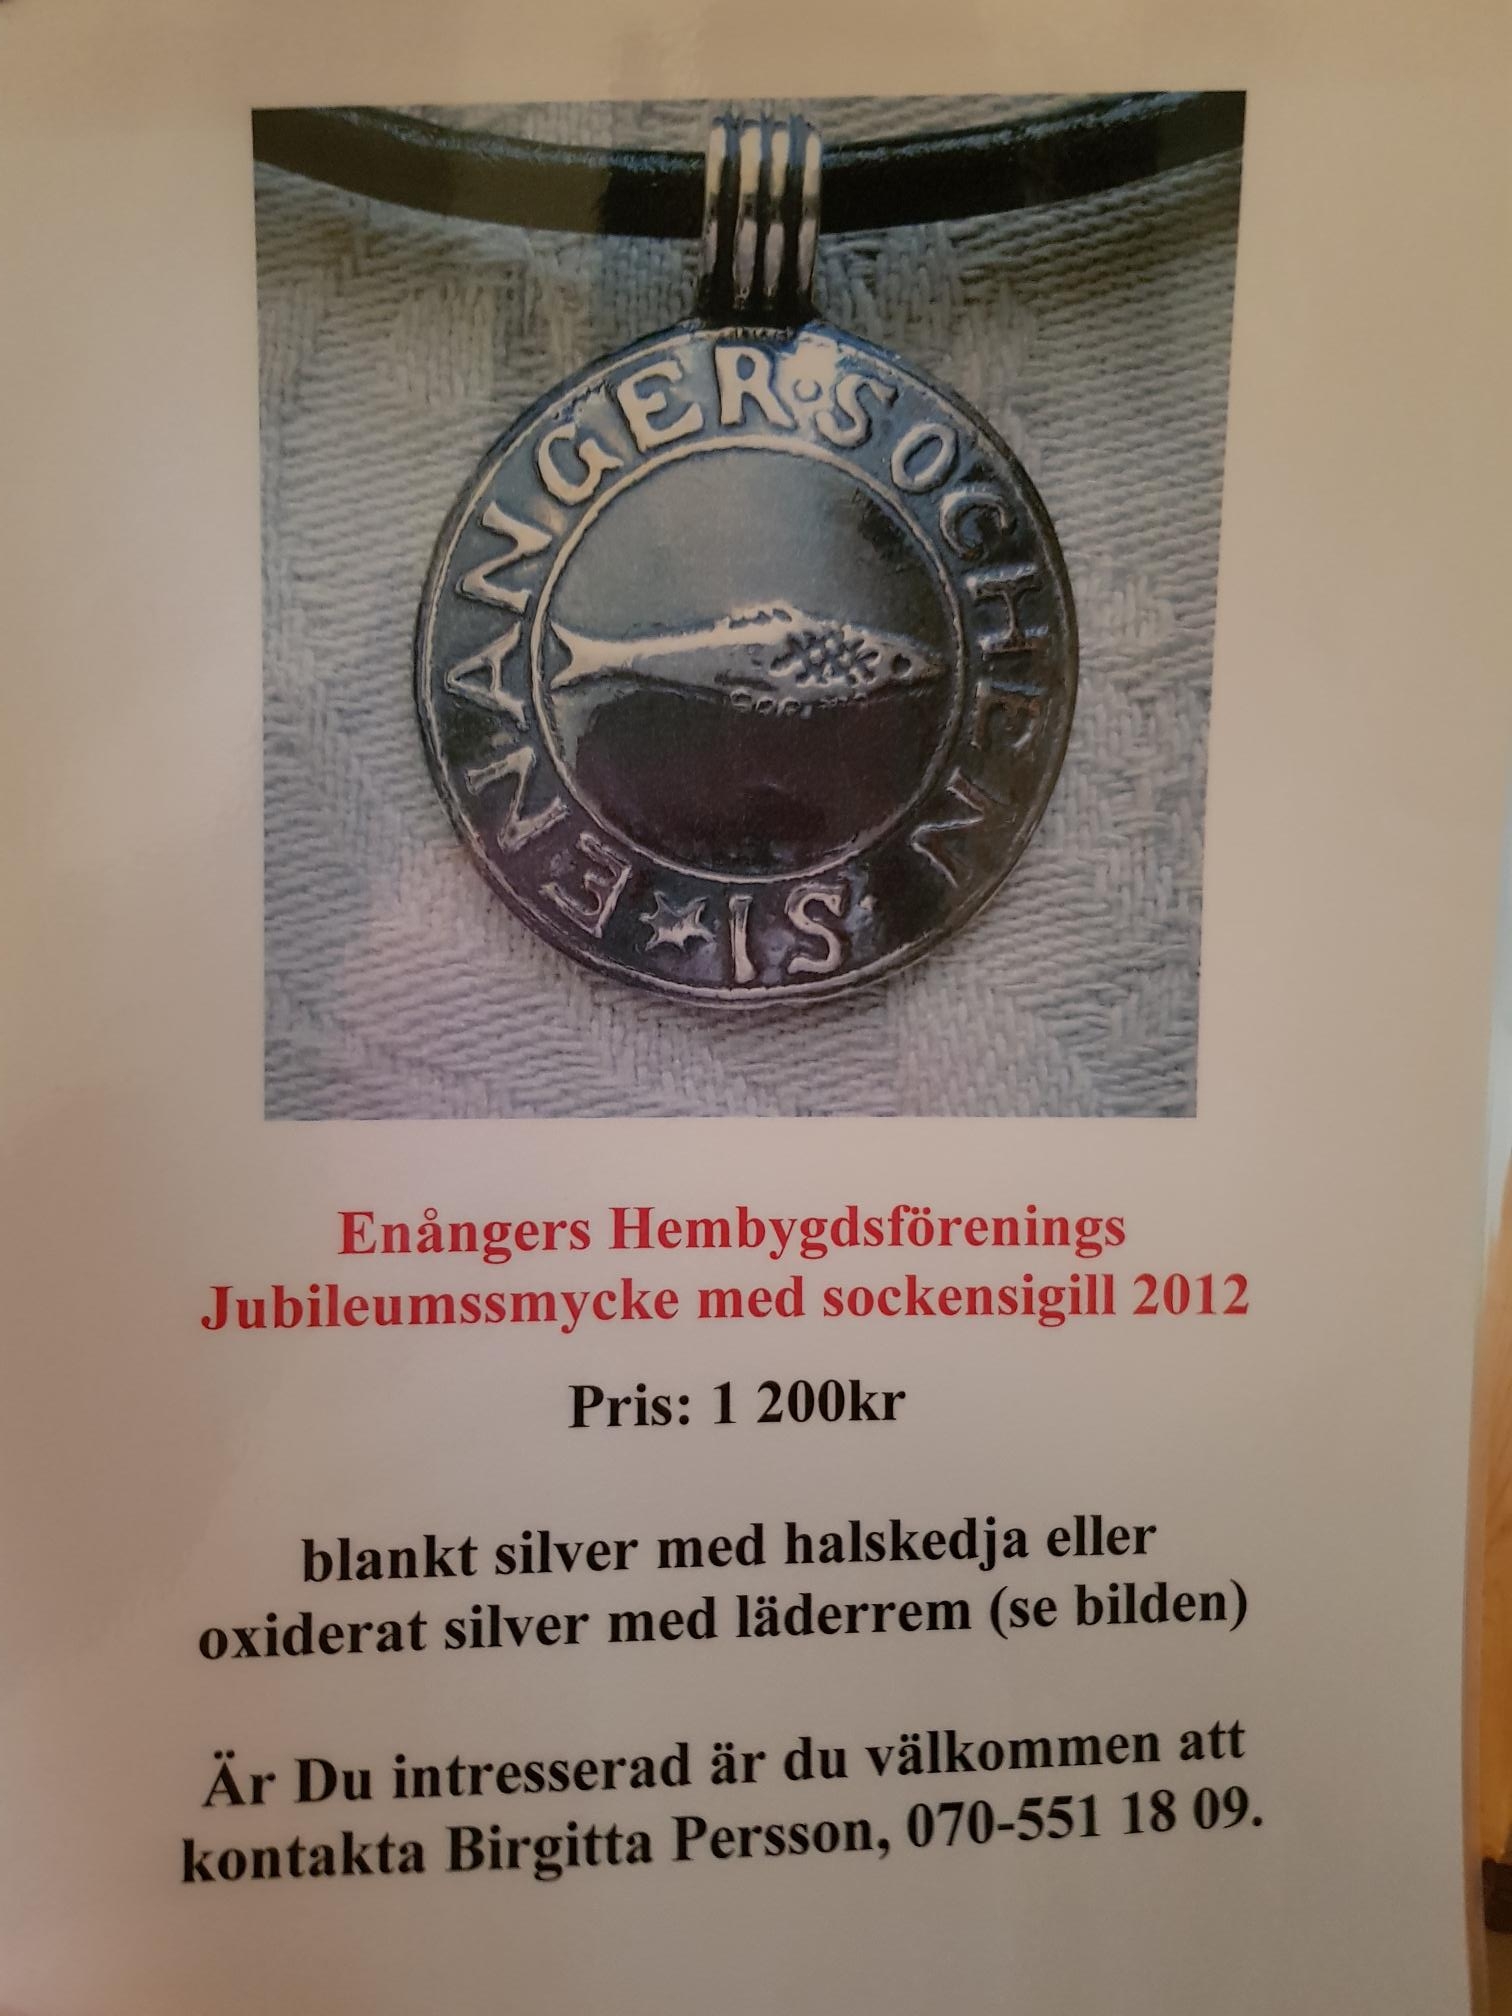 ENANGER SOCHEN SI
Enångers Hembygdsförenings
Jubileumssmycke med sockensigill 2012
Pris: 1 200kr
blankt silver med halskedja eller
oxiderat silver med läderrem (se bilden)
Är Du intresserad är du välkommen att
kontakta Birgitta Persson, 070-551 18 09.